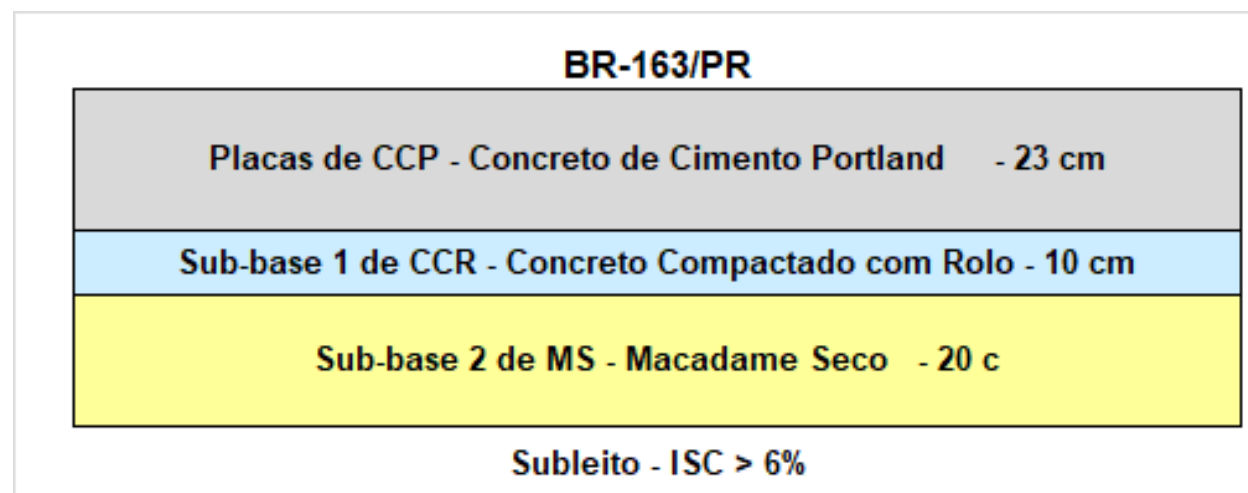 BR-163/PR
Placas de CCP - Concreto de Cimento Portland - 23 cm
Sub-base 1 de CCR - Concreto Compactado com Rolo - 10 cm
Sub-base 2 de MS - Macadame Seco - 20 c
Subleito - ISC > 6%